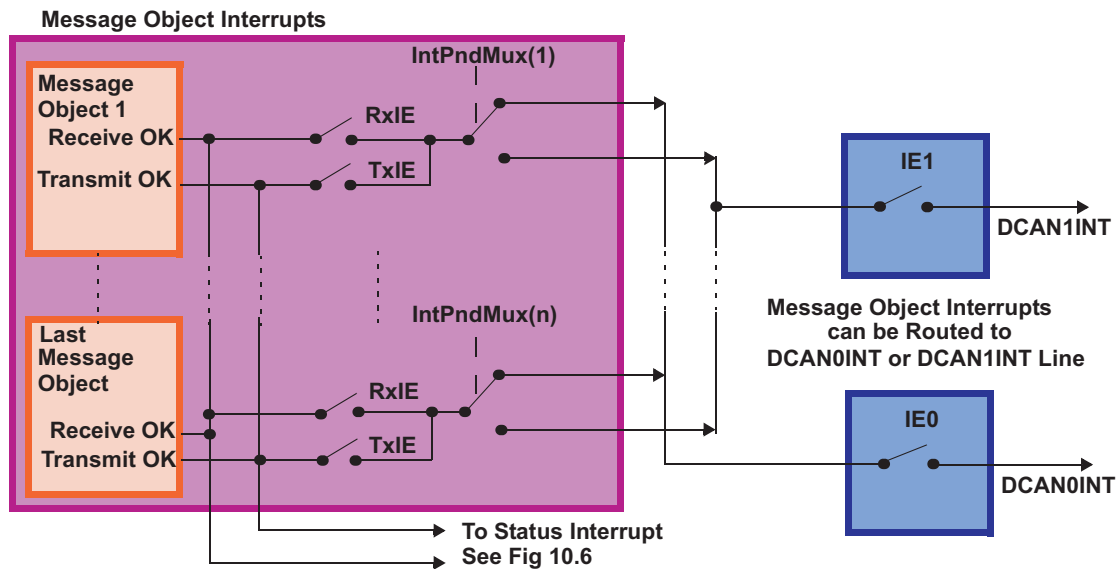 Message Object Interrupts
IntPndMux(1)
Message
Object 1
Receive OK
RxIE
Transmit OK
TxIE
IE1
DCAN1INT
Message Object Interrupts
can be Routed to
DCAN0INT or DCAN1INT Line
IntPndMux(n)
Last
Message
Object
RxIE
Receive OK
TxIE
Transmit OK
IE0
DCAN0INT
To Status Interrupt
See Fig 10.6